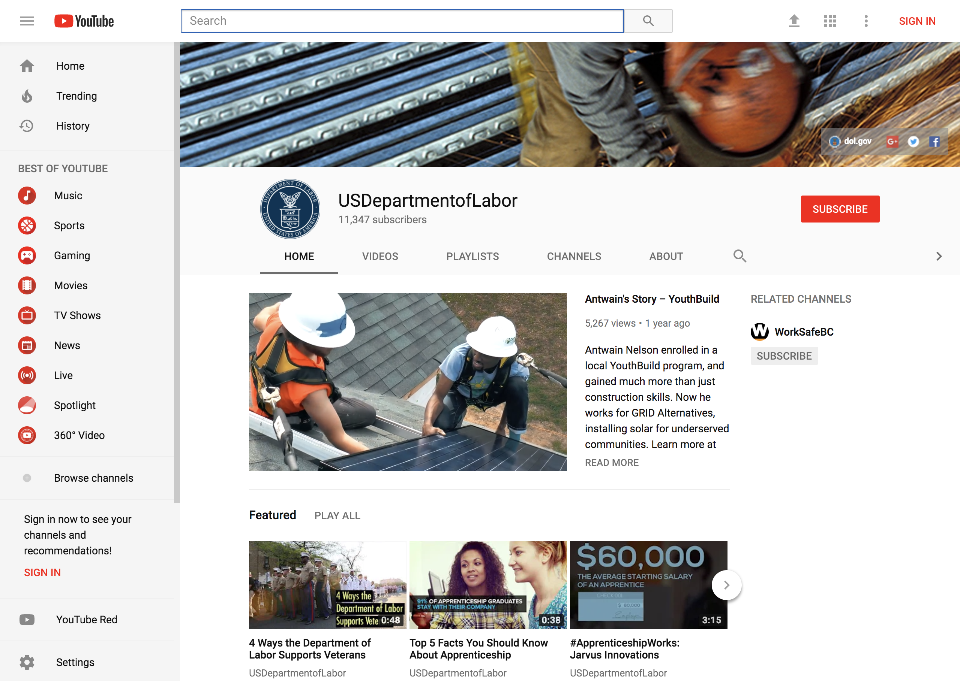 YouTube
Search
SIGN IN
Home
Trending
History
BEST OF YOUTUBE
Music
Sports
Gaming
Movies
TV Shows
News
Live
Spotlight
360° Video
Browse channels
Sign in now to see your
channels and
recommendations!
SIGN IN
YouTube Red
Settings
dol.gov
G+
f
DEPARTMENT OF LABOR
UNITED STATES OF AMERICA
USDepartmentofLabor
11,347 subscribers
SUBSCRIBE
HOME
VIDEOS
PLAYLISTS
CHANNELS
ABOUT
Antwain's Story – YouthBuild
5,267 views • 1 year ago
Antwain Nelson enrolled in a
local YouthBuild program, and
gained much more than just
construction skills. Now he
works for GRID Alternatives,
installing solar for underserved
communities. Learn more at
READ MORE
RELATED CHANNELS
WorkSafeBC
SUBSCRIBE
Featured
PLAY ALL
4 Ways the
Department of Labor
Supports Vete
0:48
4 Ways the Department of
Labor Supports Veterans
USDepartmentofLabor
91% OF APPRENTICESHIP GRADUATES
STAY WITH THEIR COMPANY
0:38
Top 5 Facts You Should Know
About Apprenticeship
USDepartmentofLabor
$60,000
THE AVERAGE STARTING SALARY
OF AN APPRENTICE
3:15
#ApprenticeshipWorks:
Jarvus Innovations
USDepartmentofLabor